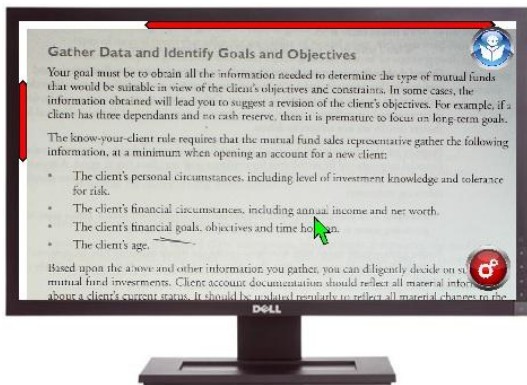 Gather Data and Identify Goals and Objectives
Your goal must be to obtain all the information needed to determine the type of mutual funds
that would be suitable in view of the client's objectives and constraints. In some cases, the
information obtained will lead you to suggest a revision of the client's objectives. For example, if a
client has three dependants and no cash reserve, then it is premature to focus on long-term goals.
The know-your-client rule requires that the mutual fund sales representative gather the following
information, at a minimum when opening an account for a new client:
• The client's personal circumstances, including level of investment knowledge and tolerance
for risk.
• The client's financial circumstances, including annual income and net worth.
• The client's financial goals, objectives and time
• The client's age.
Based upon the above and other information you gather, you can diligently decide on
mutual fund investments. Client account documentation should reflect all material
about a client's current status. It should be updated regularly to reflect all material changes to the
DELL